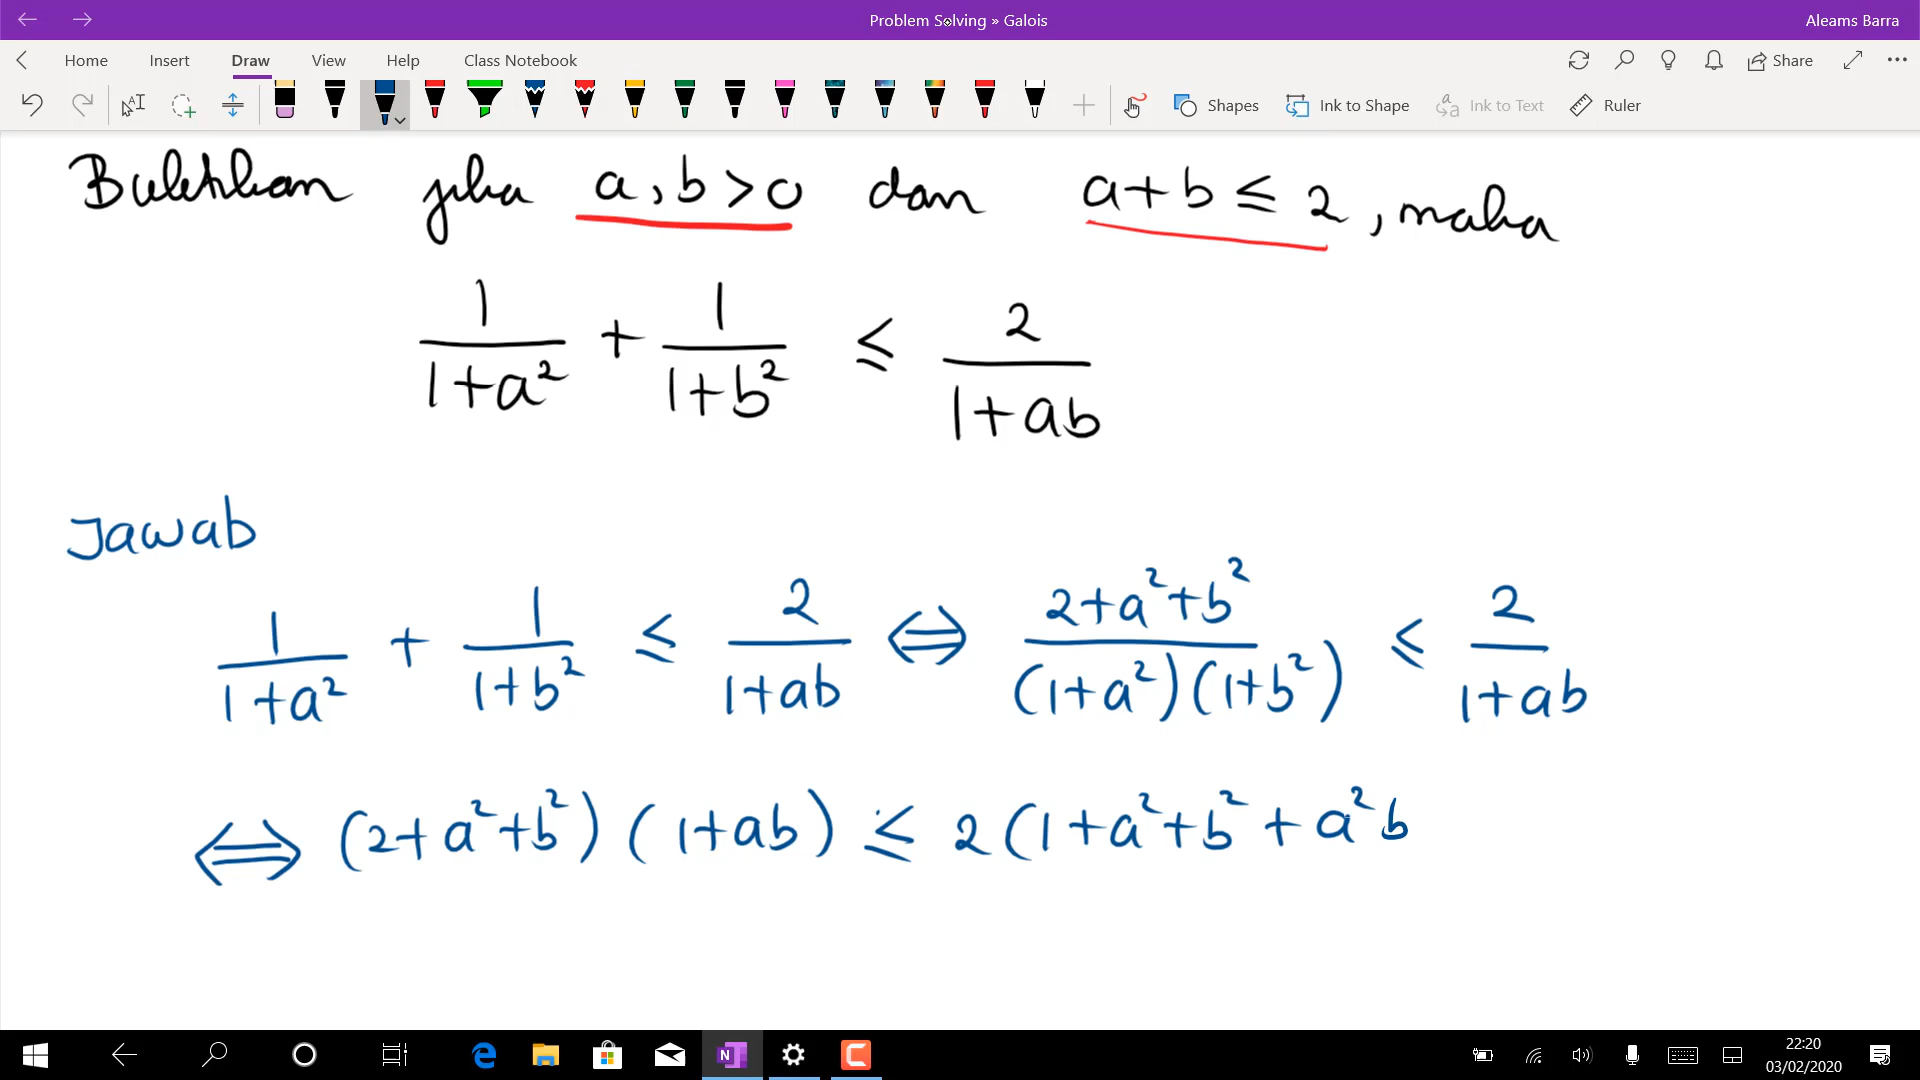 Problem Solving » Galois
Aleams Barra
Home Insert Draw View Help Class Notebook
Share
Shapes Ink to Shape Ink to Text Ruler
Buktikan jika a, b > 0 dan a + b ≤ 2, maka
1/(1+a²) + 1/(1+b²) ≤ 2/(1+ab)
Jawab
1/(1+a²) + 1/(1+b²) ≤ 2/(1+ab) ⇔ (2+a²+b²)/((1+a²)(1+b²)) ≤ 2/(1+ab)
⇔ (2+a²+b²)(1+ab) ≤ 2(1+a²+b²+a²b
22:20
03/02/2020